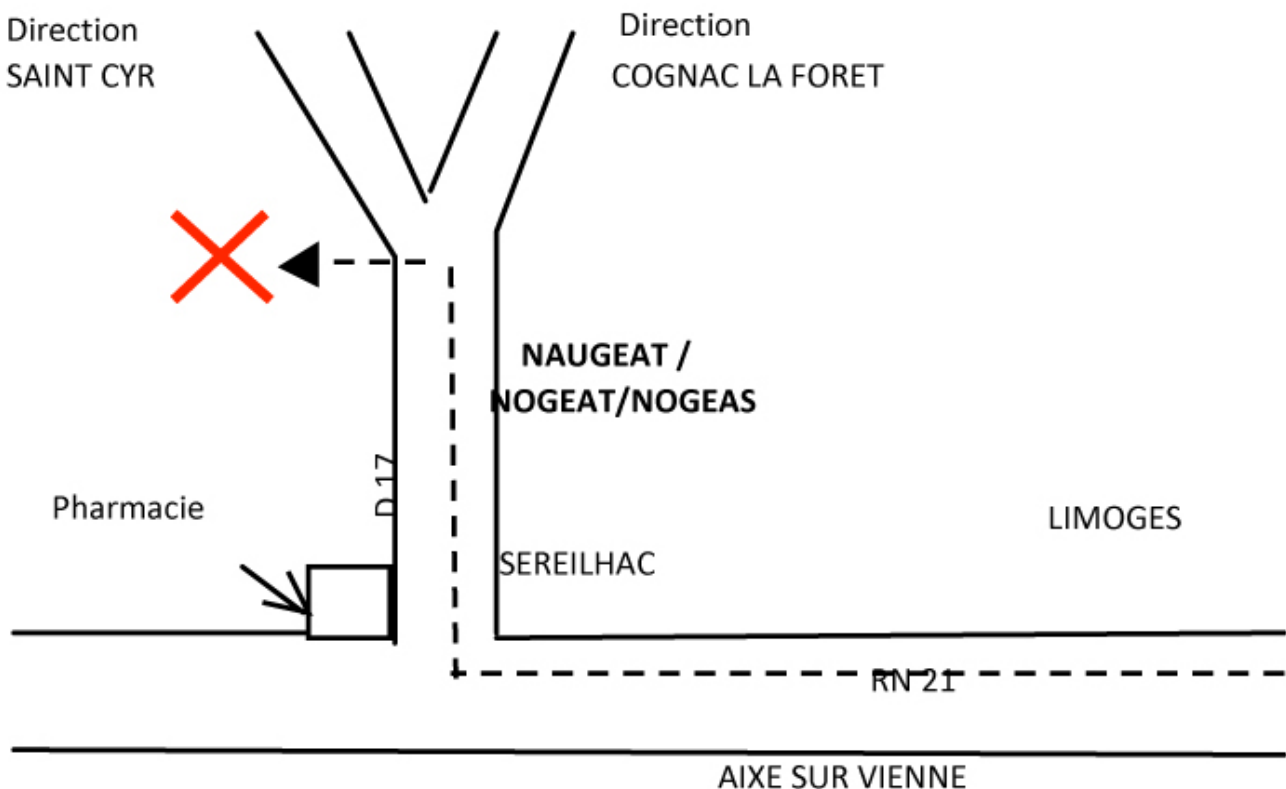 Direction
SAINT CYR
Direction
COGNAC LA FORET
NAUGEAT /
NOGEAT/NOGEAS
D 17
Pharmacie
LIMOGES
SEREILHAC
RN 21
AIXE SUR VIENNE